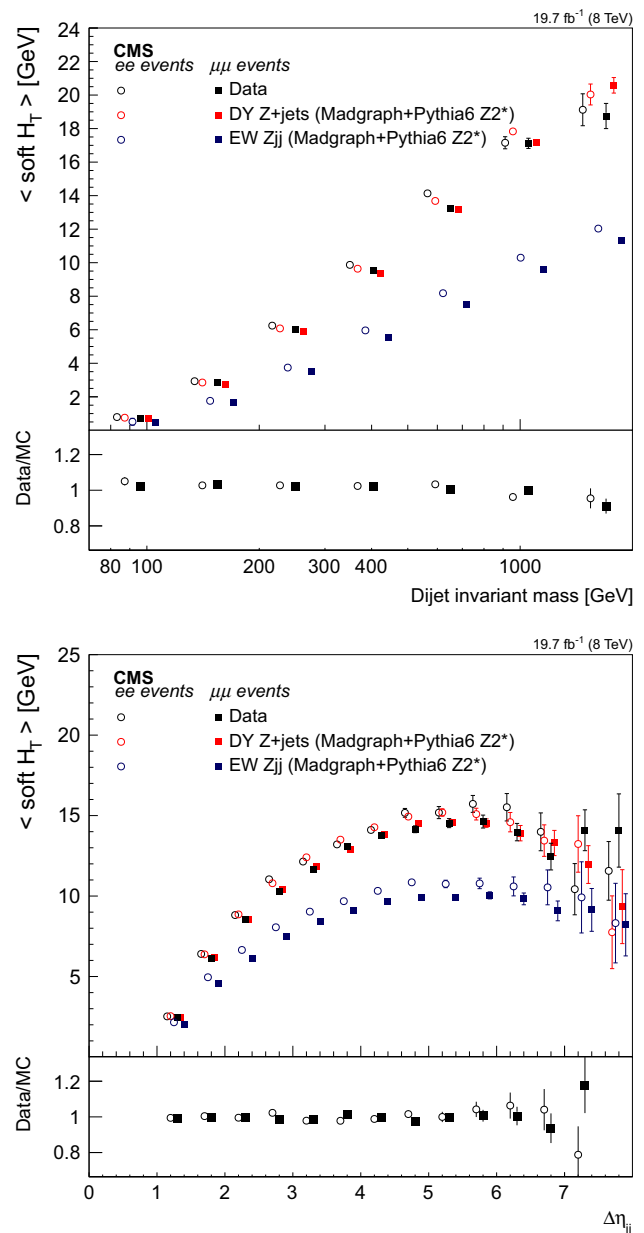 19.7 fb⁻¹ (8 TeV)
CMS
ee events μμ events
Data
DY Z+jets (Madgraph+Pythia6 Z2*)
EW Zjj (Madgraph+Pythia6 Z2*)
< soft H_T > [GeV]
24
22
20
18
16
14
12
10
8
6
4
2
Data/MC
1.2
1
0.8
80 100 200 300 400 1000
Dijet invariant mass [GeV]
19.7 fb⁻¹ (8 TeV)
CMS
ee events μμ events
Data
DY Z+jets (Madgraph+Pythia6 Z2*)
EW Zjj (Madgraph+Pythia6 Z2*)
< soft H_T > [GeV]
25
20
15
10
5
Data/MC
1.2
1
0.8
0 1 2 3 4 5 6 7
Δη_jj